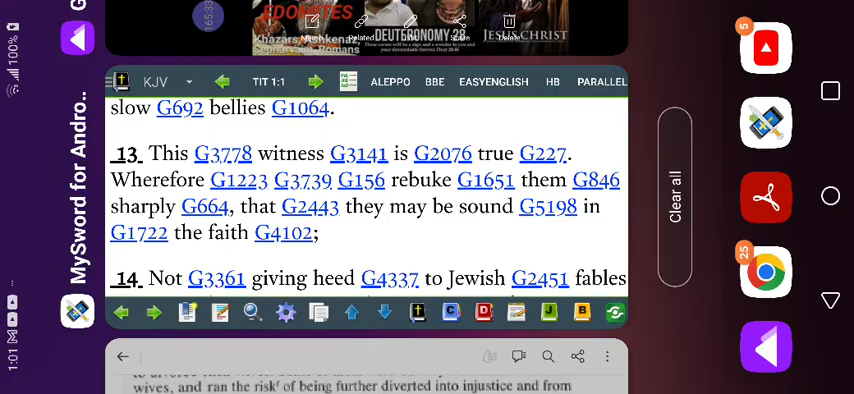 EDOMITES
Khazars, Ashkenaz,
Sepharvaim, Romans
Related
Share
Delete
DEUTERONOMY 28
JESUS CHRIST
165:33
KJV TIT 1:1 ALEPPO BBE EASYENGLISH HB PARALLEL
slow G692 bellies G1064.
13 This G3778 witness G3141 is G2076 true G227.
Wherefore G1223 G3739 G156 rebuke G1651 them G846
sharply G664, that G2443 they may be sound G5198 in
G1722 the faith G4102;
14 Not G3361 giving heed G4337 to Jewish G2451 fables
C D J B
wives, and ran the risk of being further diverted into injustice and from
MySword for Andro...
G
100%
1:01
Clear all
5
25